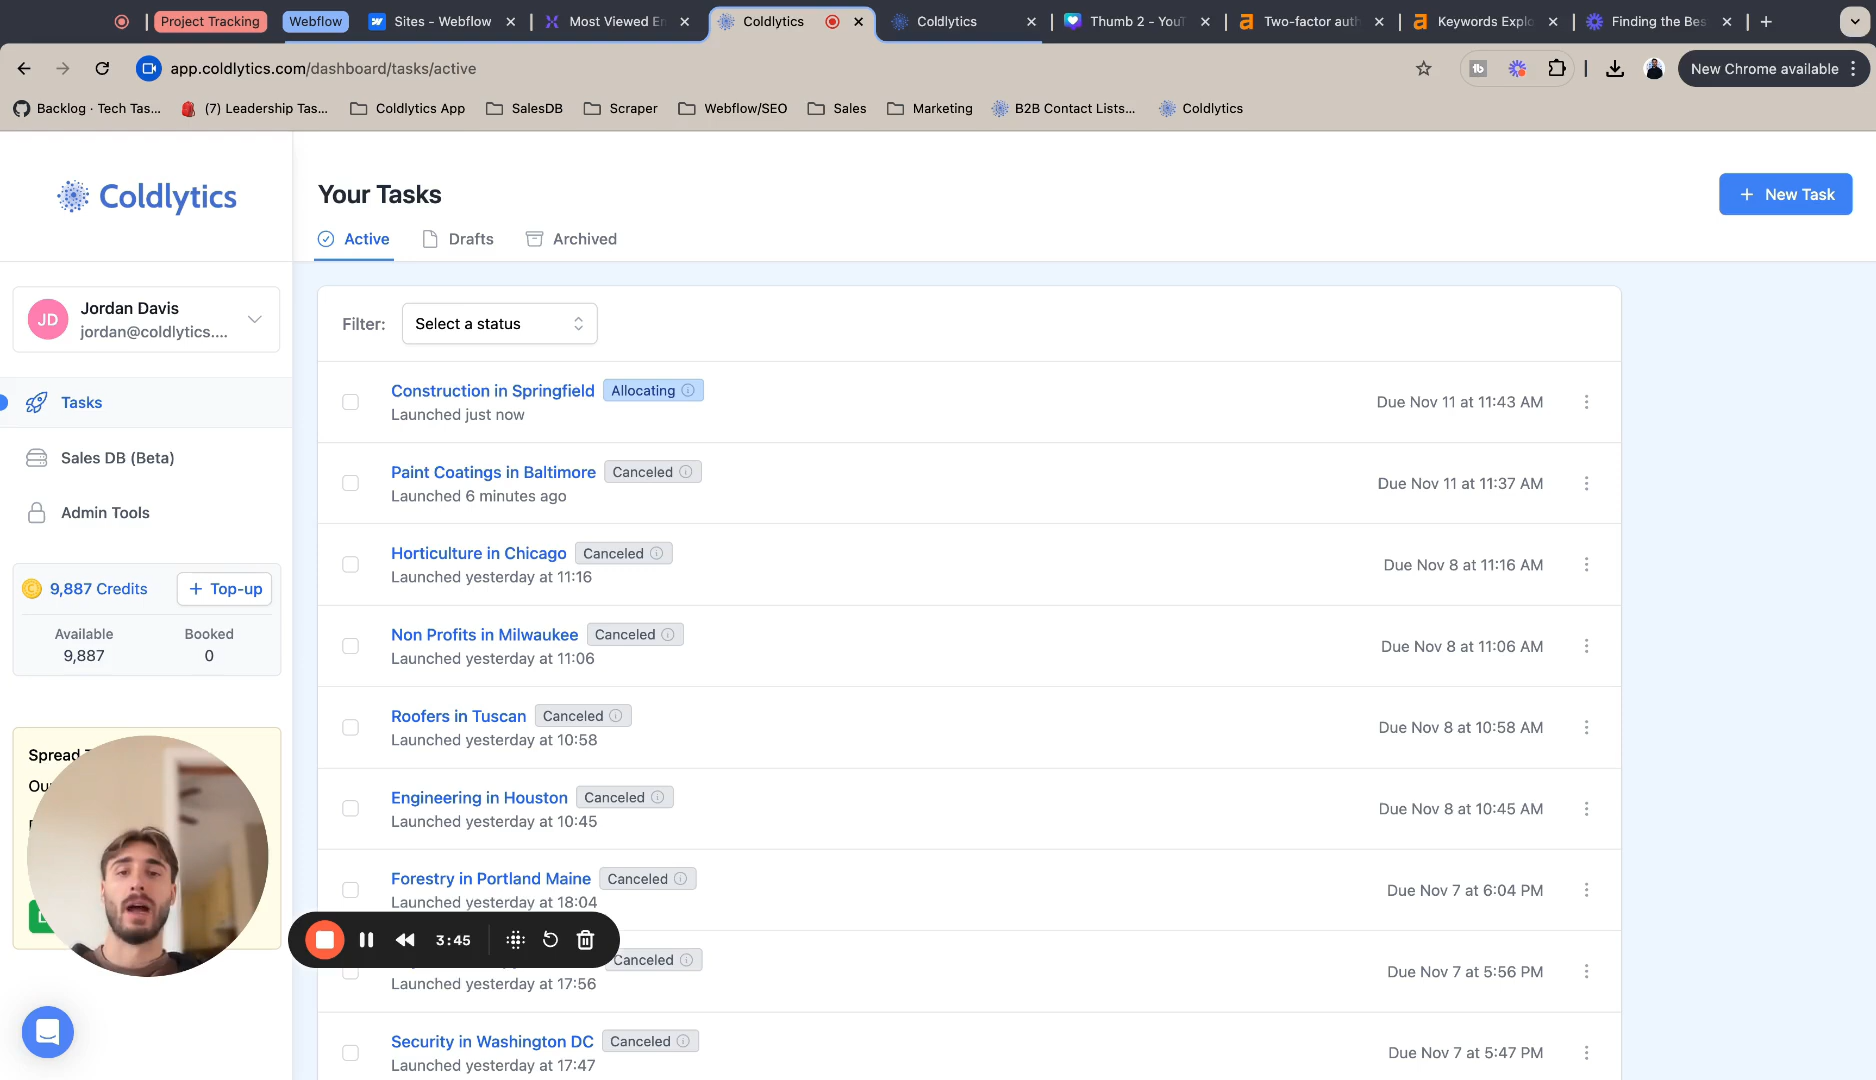 Project Tracking
Webflow
Sites - Webflow
Most Viewed En
Coldlytics
Coldlytics
Thumb 2 - YouT
Two-factor auth
Keywords Explo
Finding the Bes
app.coldlytics.com/dashboard/tasks/active
New Chrome available
Backlog · Tech Tas...
(7) Leadership Tas...
Coldlytics App
SalesDB
Scraper
Webflow/SEO
Sales
Marketing
B2B Contact Lists...
Coldlytics
Coldlytics
Your Tasks
+ New Task
Active
Drafts
Archived
JD
Jordan Davis
jordan@coldlytics....
Filter:
Select a status
Tasks
Sales DB (Beta)
Admin Tools
9,887 Credits
+ Top-up
Available
9,887
Booked
0
Spread
Construction in Springfield
Allocating
Launched just now
Due Nov 11 at 11:43 AM
Paint Coatings in Baltimore
Canceled
Launched 6 minutes ago
Due Nov 11 at 11:37 AM
Horticulture in Chicago
Canceled
Launched yesterday at 11:16
Due Nov 8 at 11:16 AM
Non Profits in Milwaukee
Canceled
Launched yesterday at 11:06
Due Nov 8 at 11:06 AM
Roofers in Tuscan
Canceled
Launched yesterday at 10:58
Due Nov 8 at 10:58 AM
Engineering in Houston
Canceled
Launched yesterday at 10:45
Due Nov 8 at 10:45 AM
Forestry in Portland Maine
Canceled
Launched yesterday at 18:04
Due Nov 7 at 6:04 PM
3:45
Canceled
Launched yesterday at 17:56
Due Nov 7 at 5:56 PM
Security in Washington DC
Canceled
Launched yesterday at 17:47
Due Nov 7 at 5:47 PM